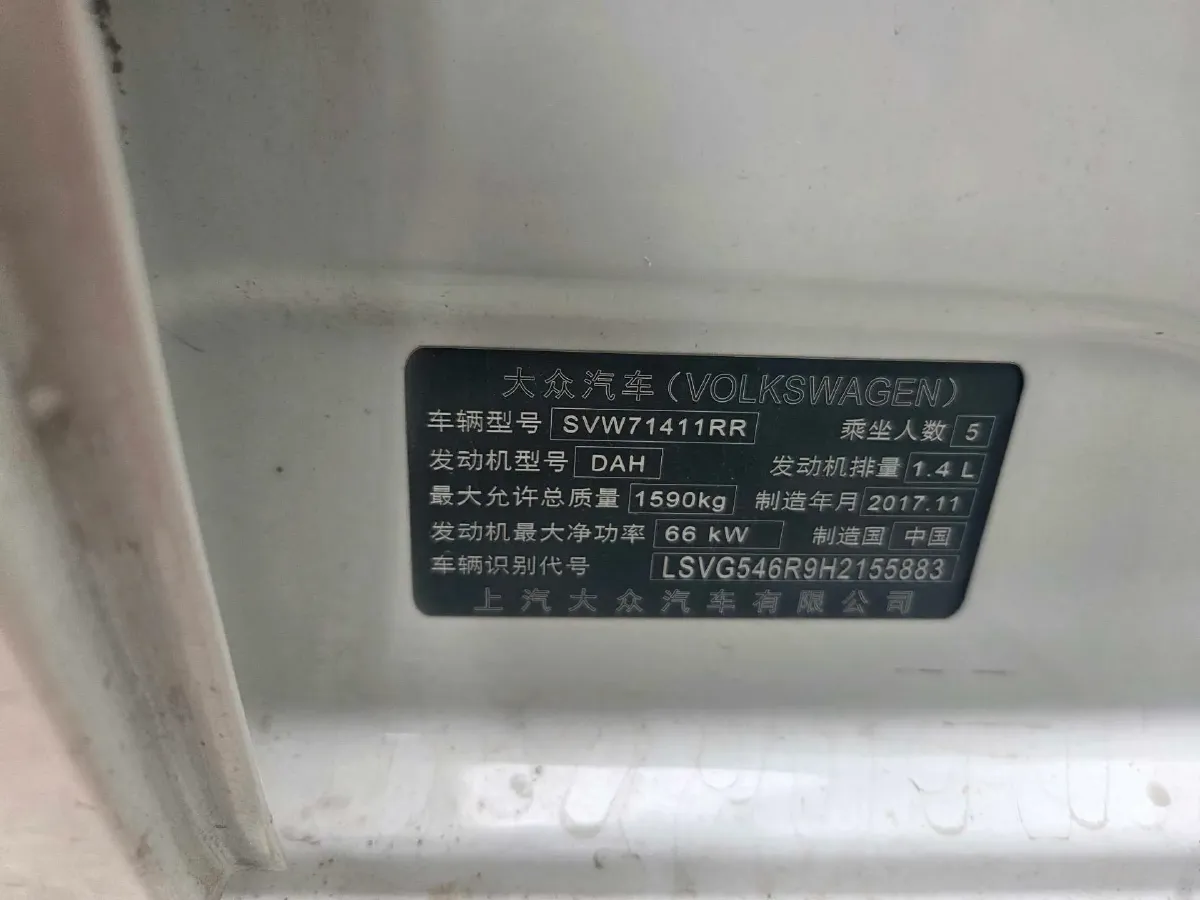 大众汽车(VOLKSWAGEN)
车辆型号 SVW71411RR 乘坐人数 5
发动机型号 DAH 发动机排量 1.4 L
最大允许总质量 1590kg 制造年月 2017.11
发动机最大净功率 66 kW 制造国 中国
车辆识别代号 LSVG546R9H2155883
上汽大众汽车有限公司